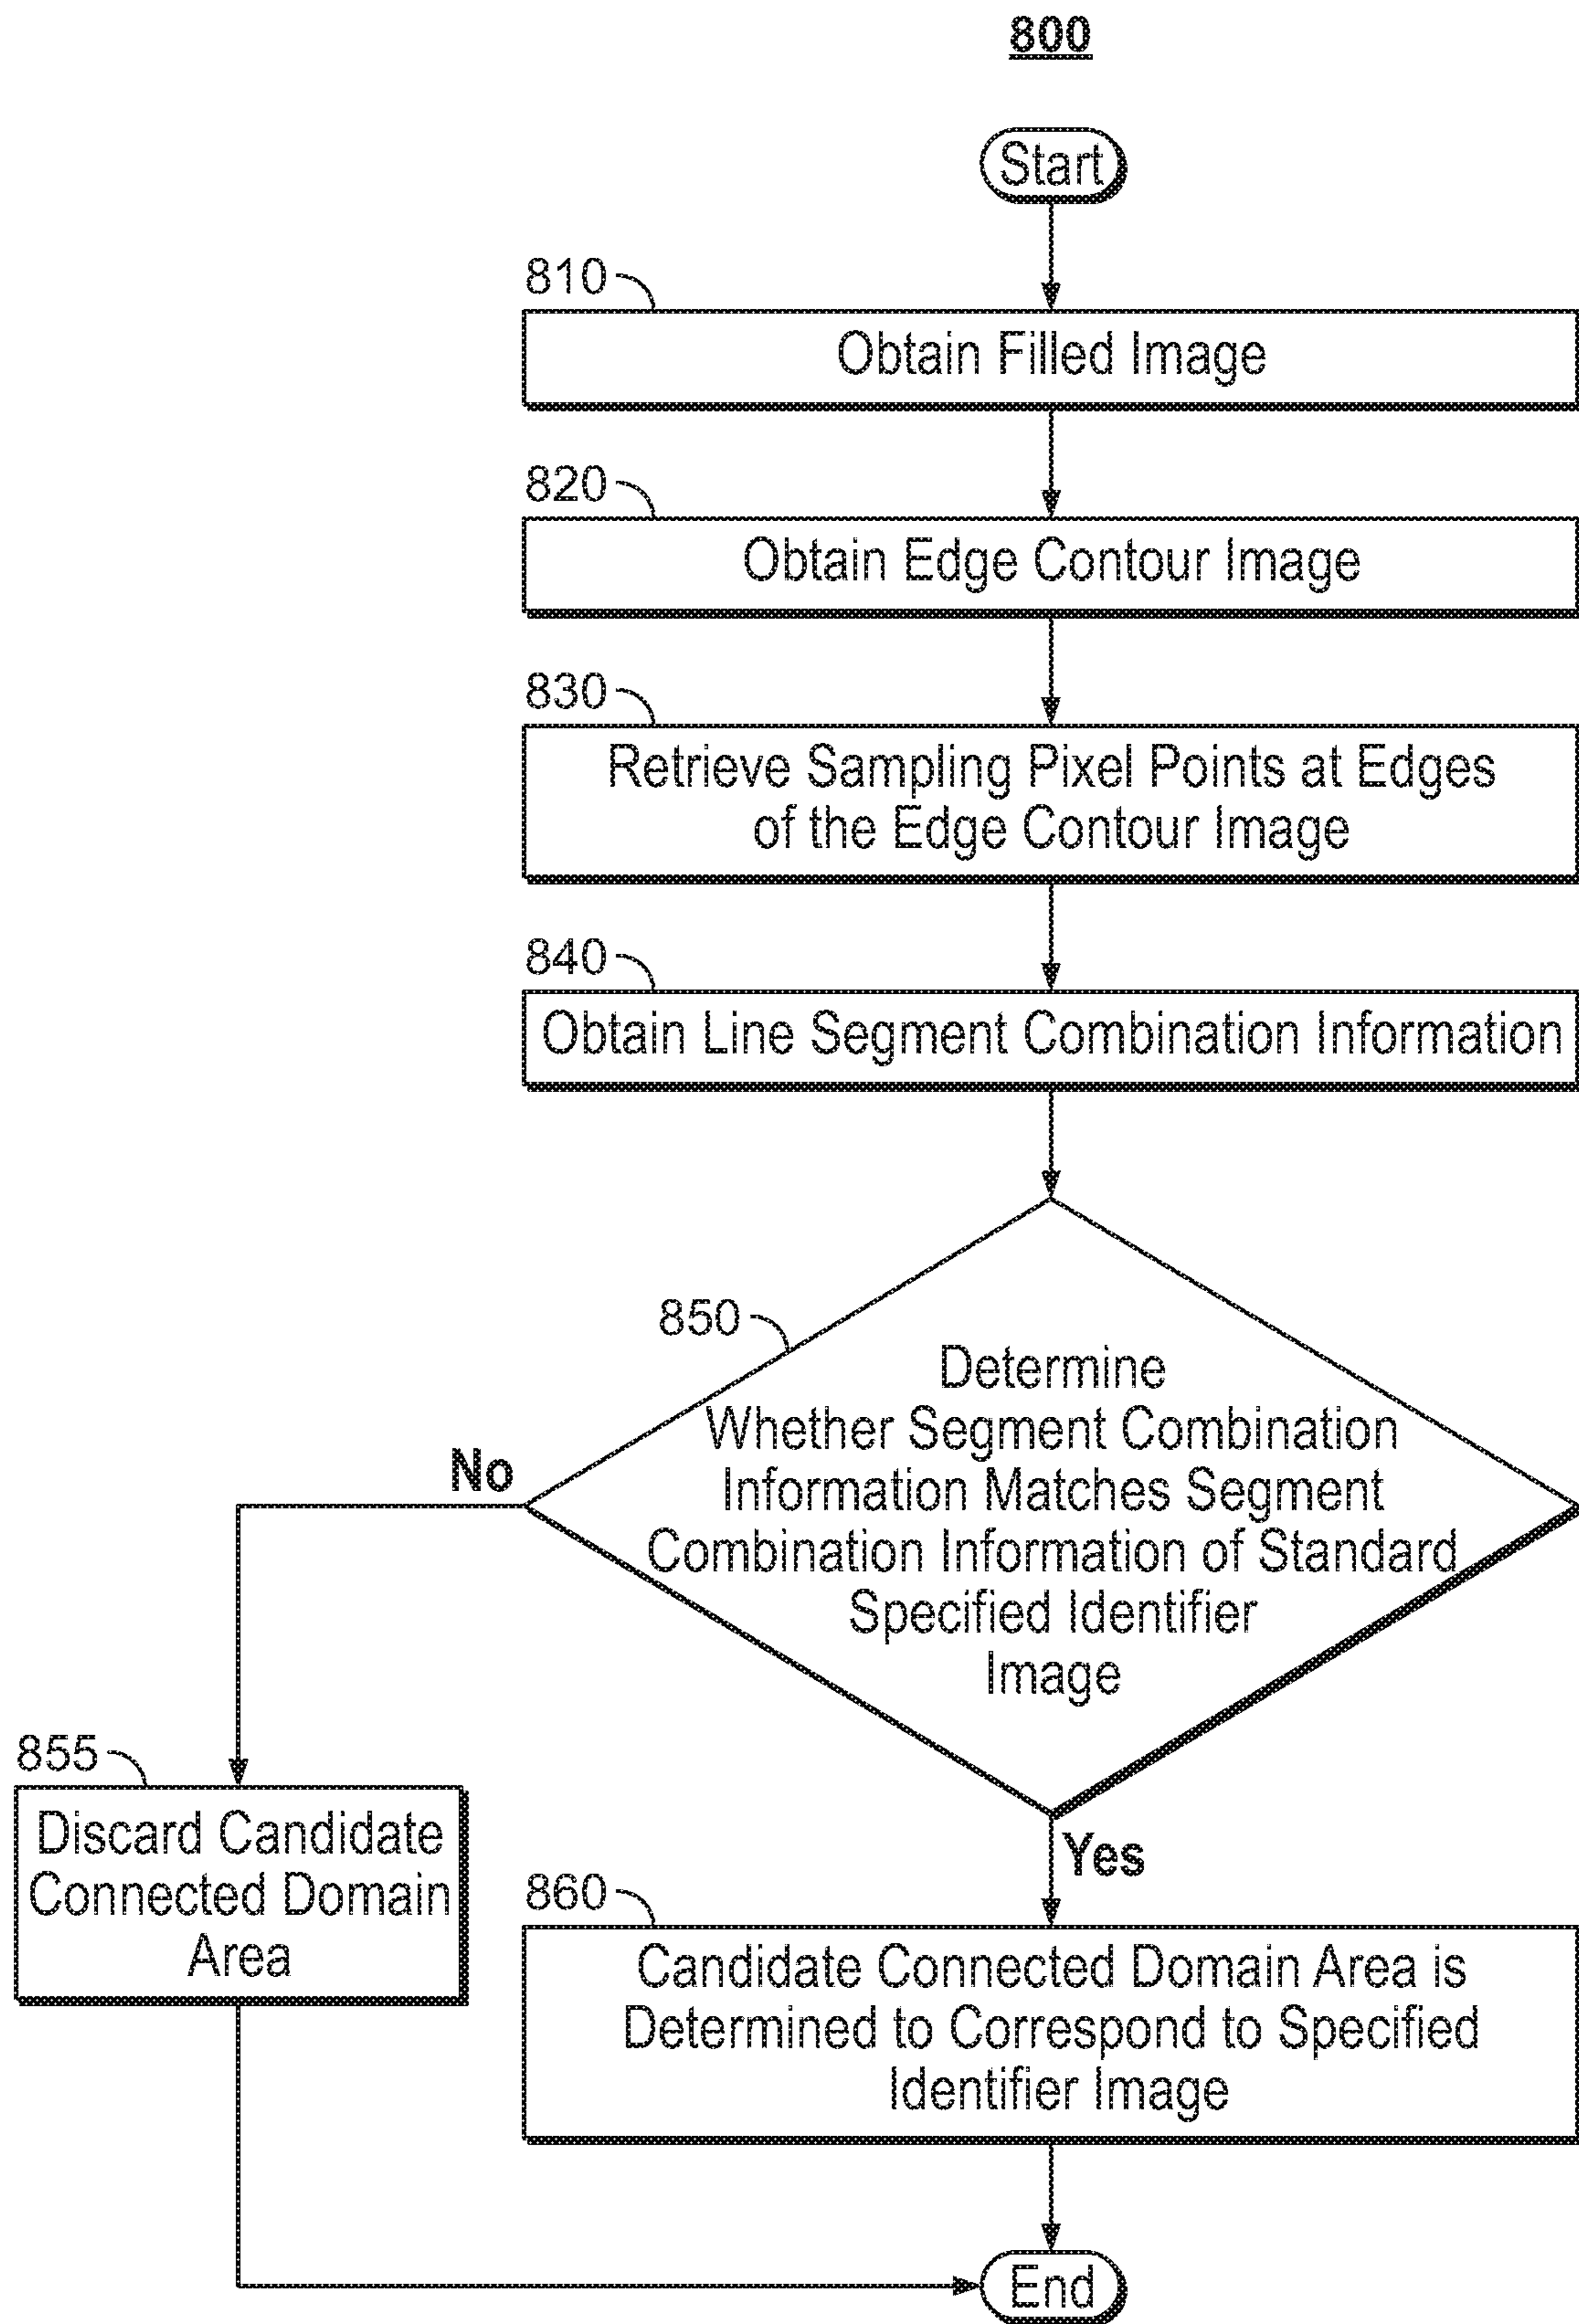 800
Start
810
Obtain Filled Image
820
Obtain Edge Contour Image
830
Retrieve Sampling Pixel Points at Edges
of the Edge Contour Image
840
Obtain Line Segment Combination Information
850
Determine
Whether Segment Combination
Information Matches Segment
Combination Information of Standard
Specified Identifier
Image
No
Yes
855
Discard Candidate
Connected Domain
Area
860
Candidate Connected Domain Area is
Determined to Correspond to Specified
Identifier Image
End